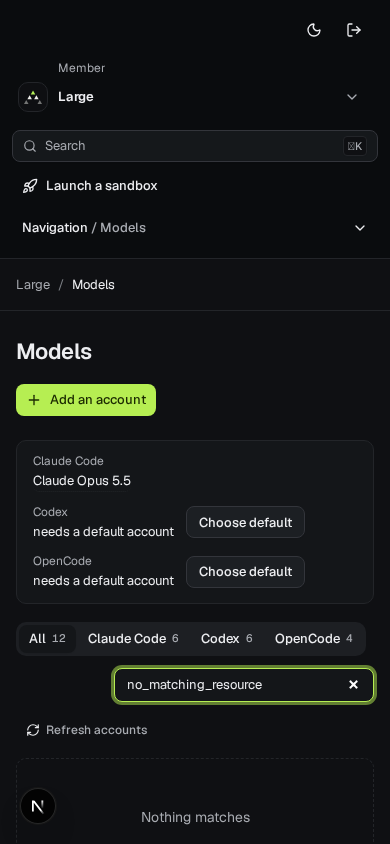 Member
Large
Search
K
Launch a sandbox
Navigation / Models
Large / Models
Models
Add an account
Claude Code
Claude Opus 5.5
Codex
needs a default account
Choose default
OpenCode
needs a default account
Choose default
All 12 Claude Code 6 Codex 6 OpenCode 4
no_matching_resource
Refresh accounts
N
Nothing matches